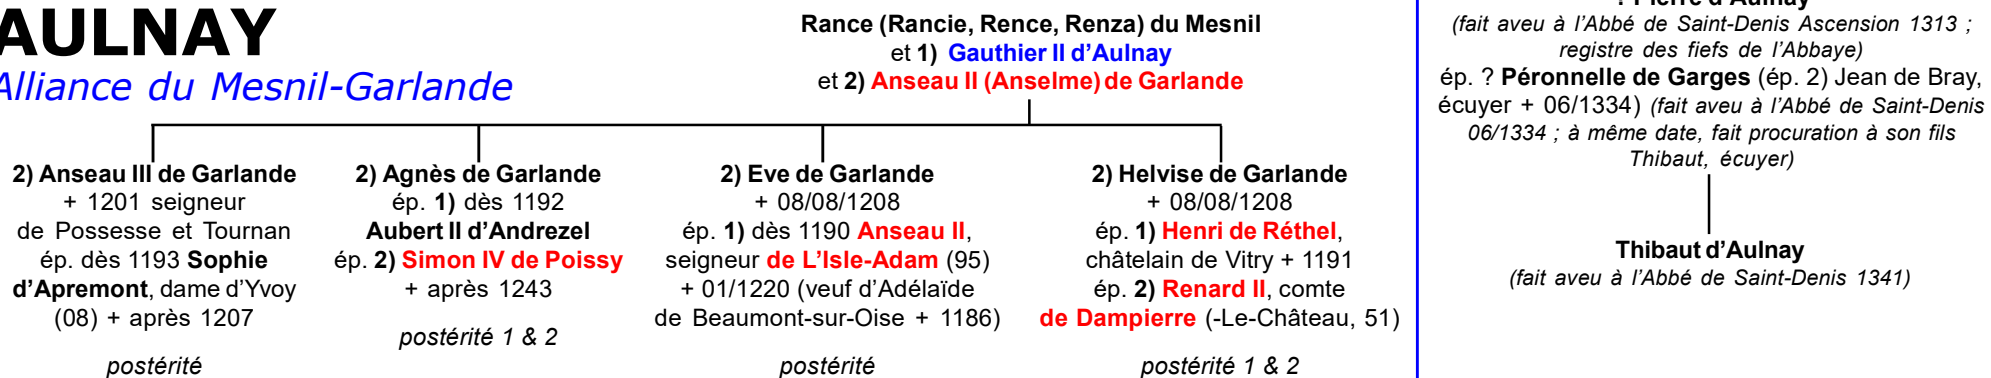 AULNAY
Alliance du Mesnil-Garlande
Rance (Rancie, Rence, Renza) du Mesnil
et 1) Gauthier II d'Aulnay
et 2) Anseau II (Anselme) de Garlande
2) Anseau III de Garlande
+ 1201 seigneur
de Possesse et Tournan
ép. dès 1193 Sophie
d'Apremont, dame d'Yvoy
(08) + après 1207
postérité
2) Agnès de Garlande
ép. 1) dès 1192
Aubert II d'Andrezel
ép. 2) Simon IV de Poissy
+ après 1243
postérité 1 & 2
2) Eve de Garlande
+ 08/08/1208
ép. 1) dès 1190 Anseau II,
seigneur de L'Isle-Adam (95)
+ 01/1220 (veuf d'Adélaïde
de Beaumont-sur-Oise + 1186)
postérité
2) Helvise de Garlande
+ 08/08/1208
ép. 1) Henri de Réthel,
châtelain de Vitry + 1191
ép. 2) Renard II, comte
de Dampierre (-Le-Château, 51)
postérité 1 & 2
? Pierre d'Aulnay
(fait aveu à l'Abbé de Saint-Denis Ascension 1313 ;
registre des fiefs de l'Abbaye)
ép. ? Péronnelle de Garges (ép. 2) Jean de Bray,
écuyer + 06/1334) (fait aveu à l'Abbé de Saint-Denis
06/1334 ; à même date, fait procuration à son fils
Thibaut, écuyer)
Thibaut d'Aulnay
(fait aveu à l'Abbé de Saint-Denis 1341)